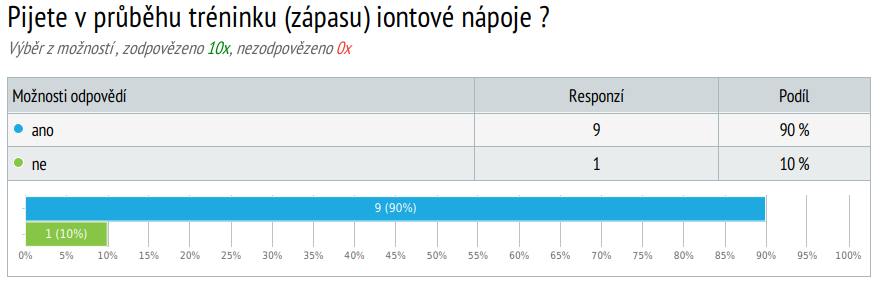 Pijete v průběhu tréninku (zápasu) iontové nápoje ?
Výběr z možností , zodpovězeno 10x, nezodpovězeno 0x
Možnosti odpovědí Responzí Podíl
ano 9 90 %
ne 1 10 %
9 (90%)
1 (10%)
0% 5% 10% 15% 20% 25% 30% 35% 40% 45% 50% 55% 60% 65% 70% 75% 80% 85% 90% 95% 100%